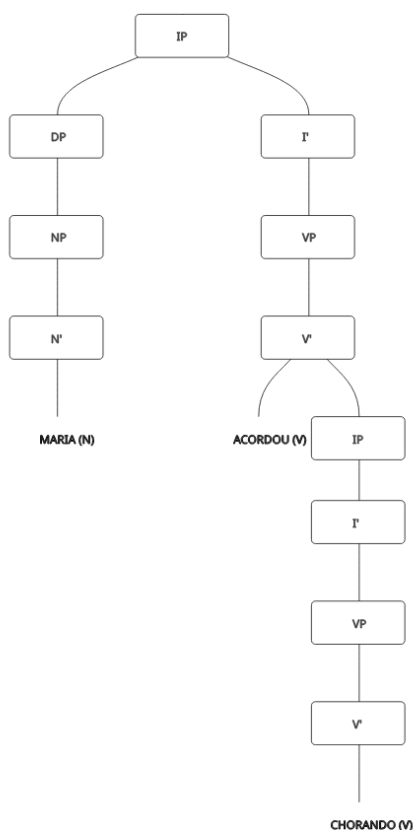 IP
DP I'
NP VP
N' V'
MARIA (N) ACORDOU (V) IP
I'
VP
V'
CHORANDO (V)